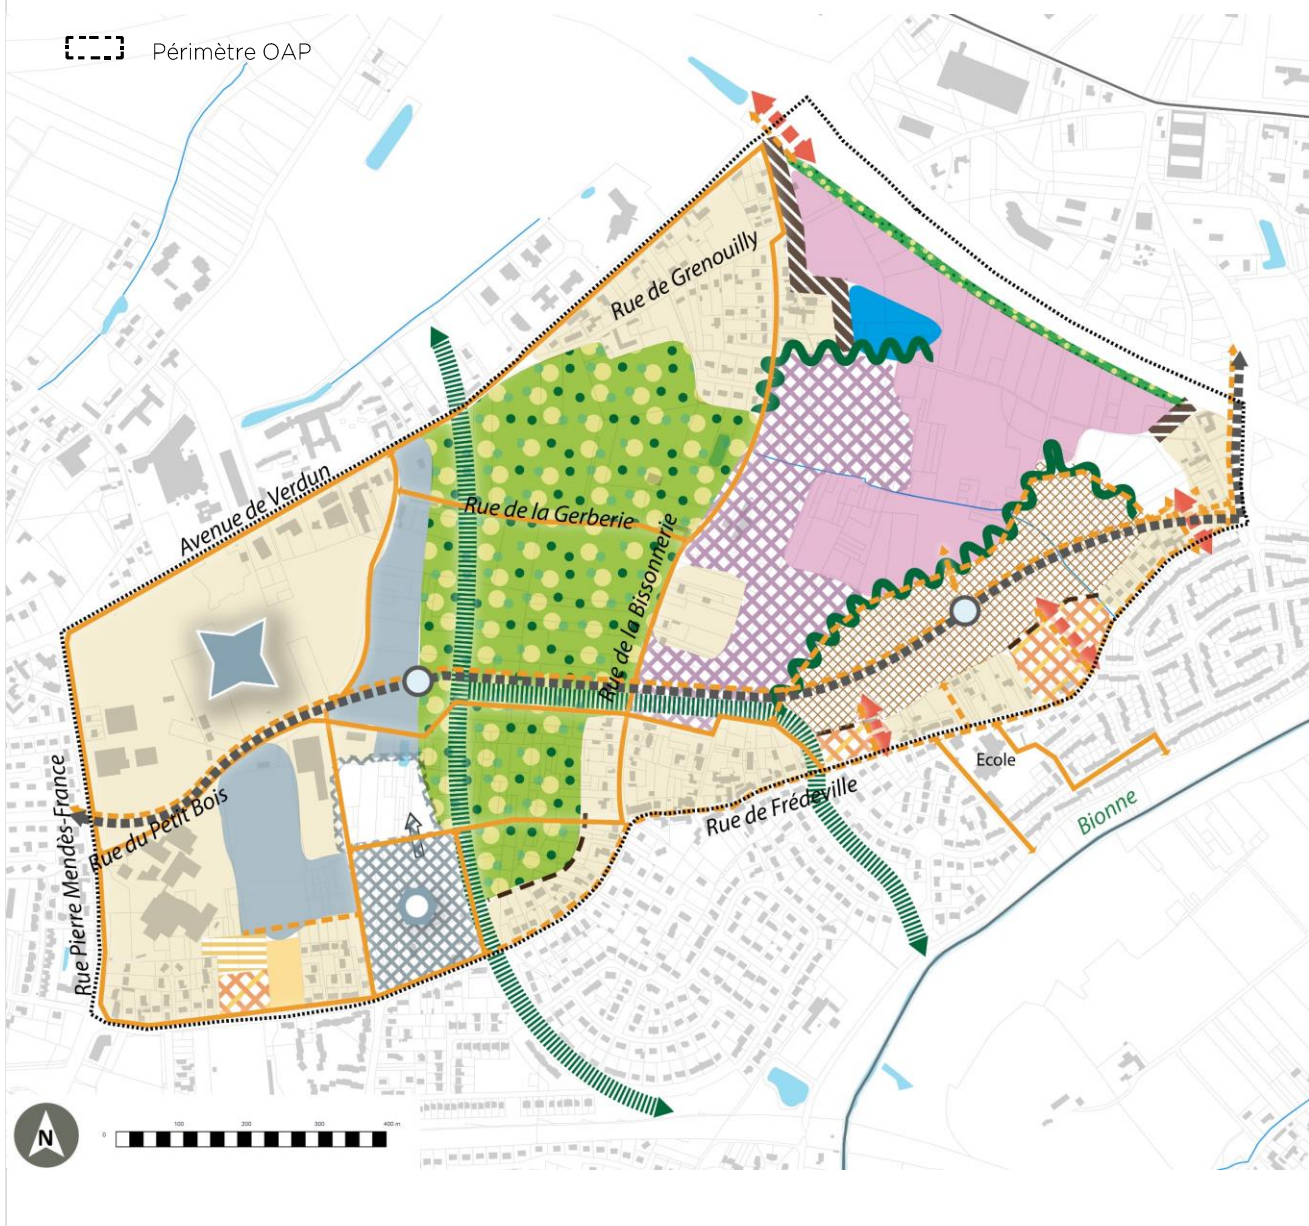 Périmètre OAP
Rue de Grenouilly
Avenue de Verdun
Rue de la Gerberie
Rue de la Bissonnerie
Rue du Petit Bois
Rue Pierre Mendès-France
Rue de Frédeville
Ecole
Bionne
N
0 100 200 300 400 m